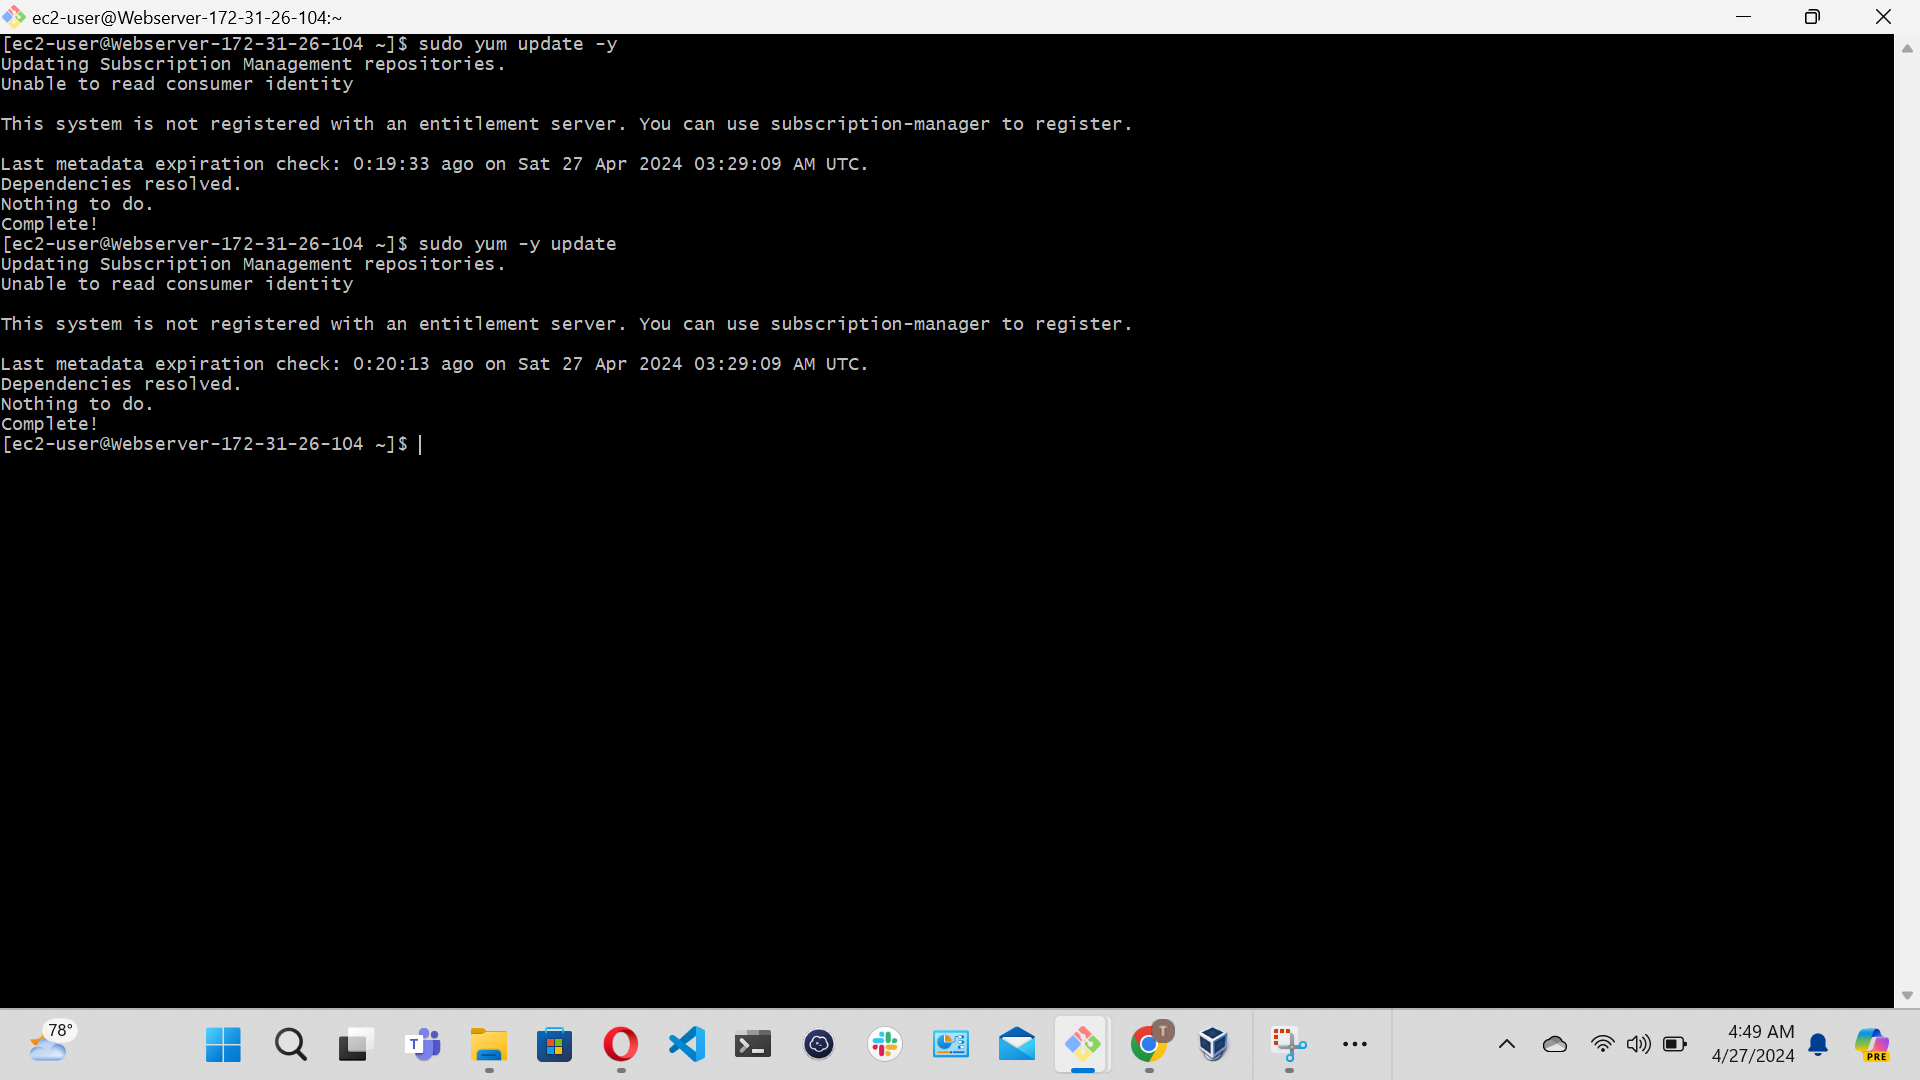 ec2-user@Webserver-172-31-26-104:~
[ec2-user@Webserver-172-31-26-104 ~]$ sudo yum update -y
Updating Subscription Management repositories.
Unable to read consumer identity
This system is not registered with an entitlement server. You can use subscription-manager to register.
Last metadata expiration check: 0:19:33 ago on Sat 27 Apr 2024 03:29:09 AM UTC.
Dependencies resolved.
Nothing to do.
Complete!
[ec2-user@Webserver-172-31-26-104 ~]$ sudo yum -y update
Updating Subscription Management repositories.
Unable to read consumer identity
This system is not registered with an entitlement server. You can use subscription-manager to register.
Last metadata expiration check: 0:20:13 ago on Sat 27 Apr 2024 03:29:09 AM UTC.
Dependencies resolved.
Nothing to do.
Complete!
[ec2-user@Webserver-172-31-26-104 ~]$
78°
T
T
4:49 AM
4/27/2024
PRE